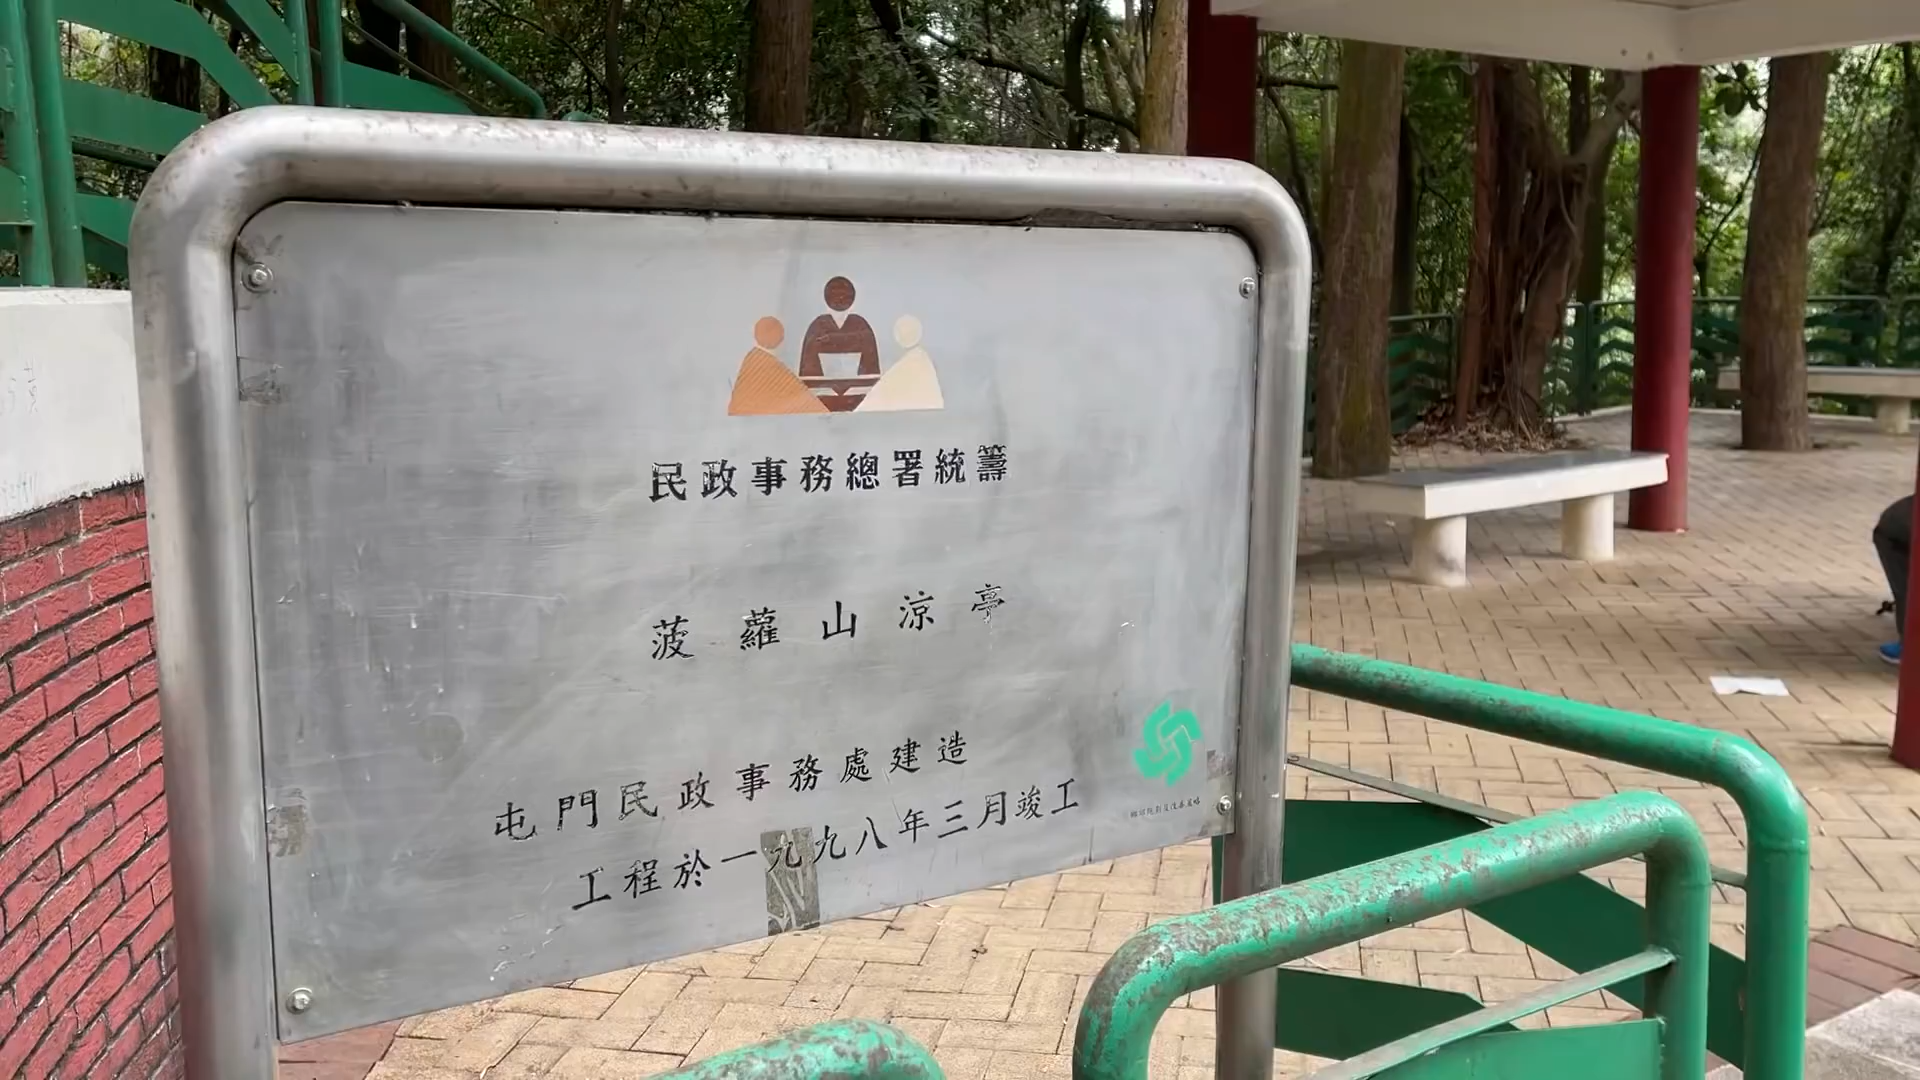 民政事務總署統籌
菠蘿山涼亭
屯門民政事務處建造
工程於一九九八年三月竣工